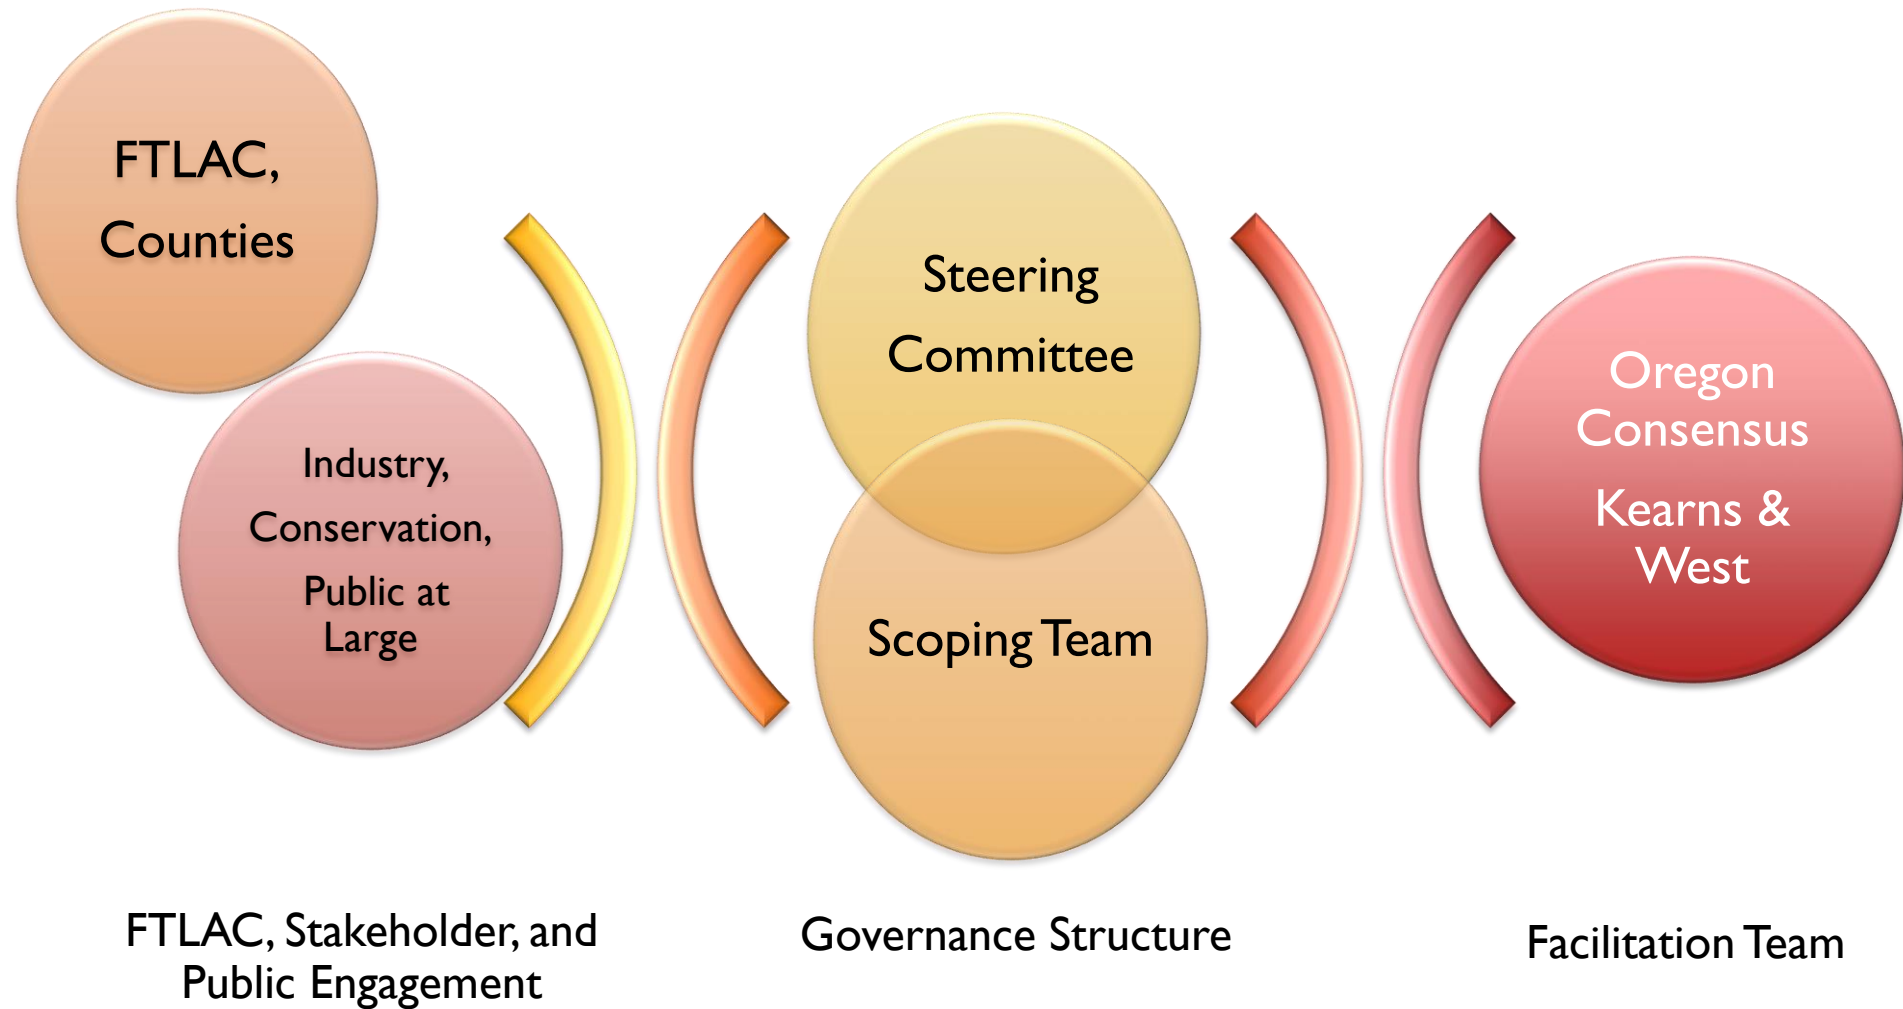 FTLAC,
Counties
Industry,
Conservation,
Public at
Large
FTLAC, Stakeholder, and
Public Engagement
Steering
Committee
Scoping Team
Governance Structure
Oregon
Consensus
Kearns &
West
Facilitation Team